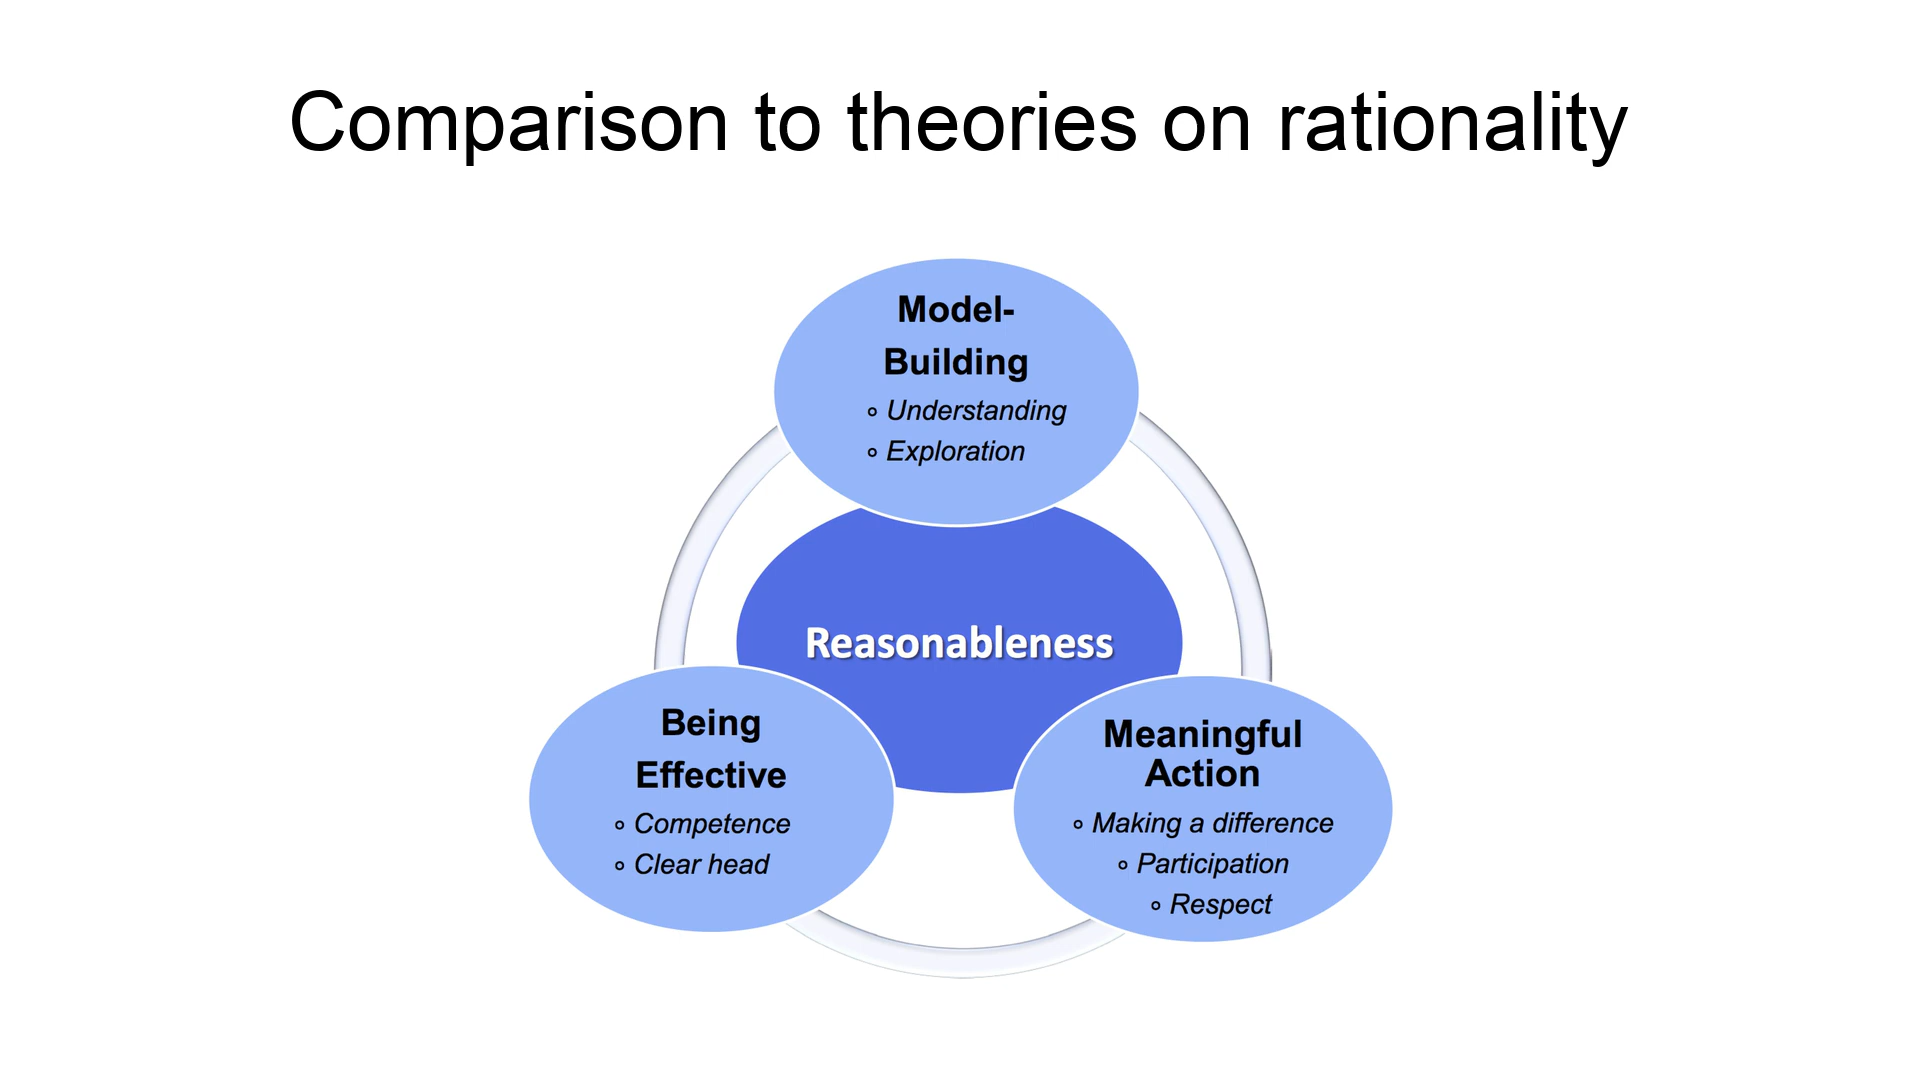 Comparison to theories on rationality
Model-
Building
∘ Understanding
∘ Exploration
Reasonableness
Being
Effective
∘ Competence
∘ Clear head
Meaningful
Action
∘ Making a difference
∘ Participation
∘ Respect